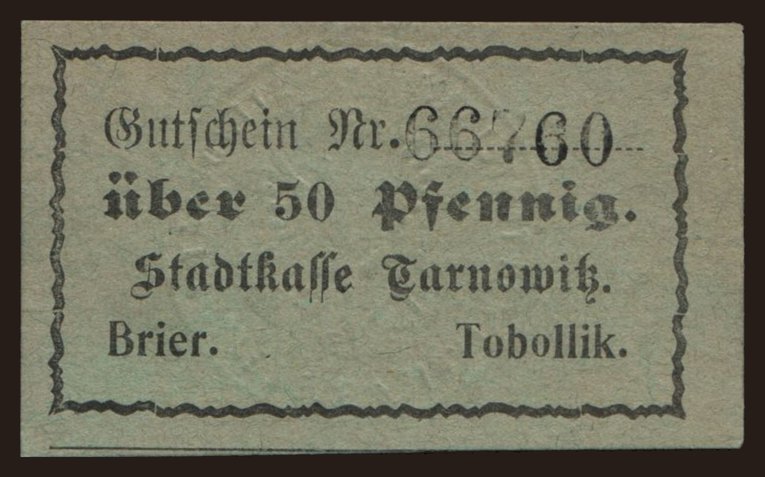 Gutschein Nr. 66760
über 50 Pfennig.
Stadtkasse Tarnowitz.
Brier. Tobollik.